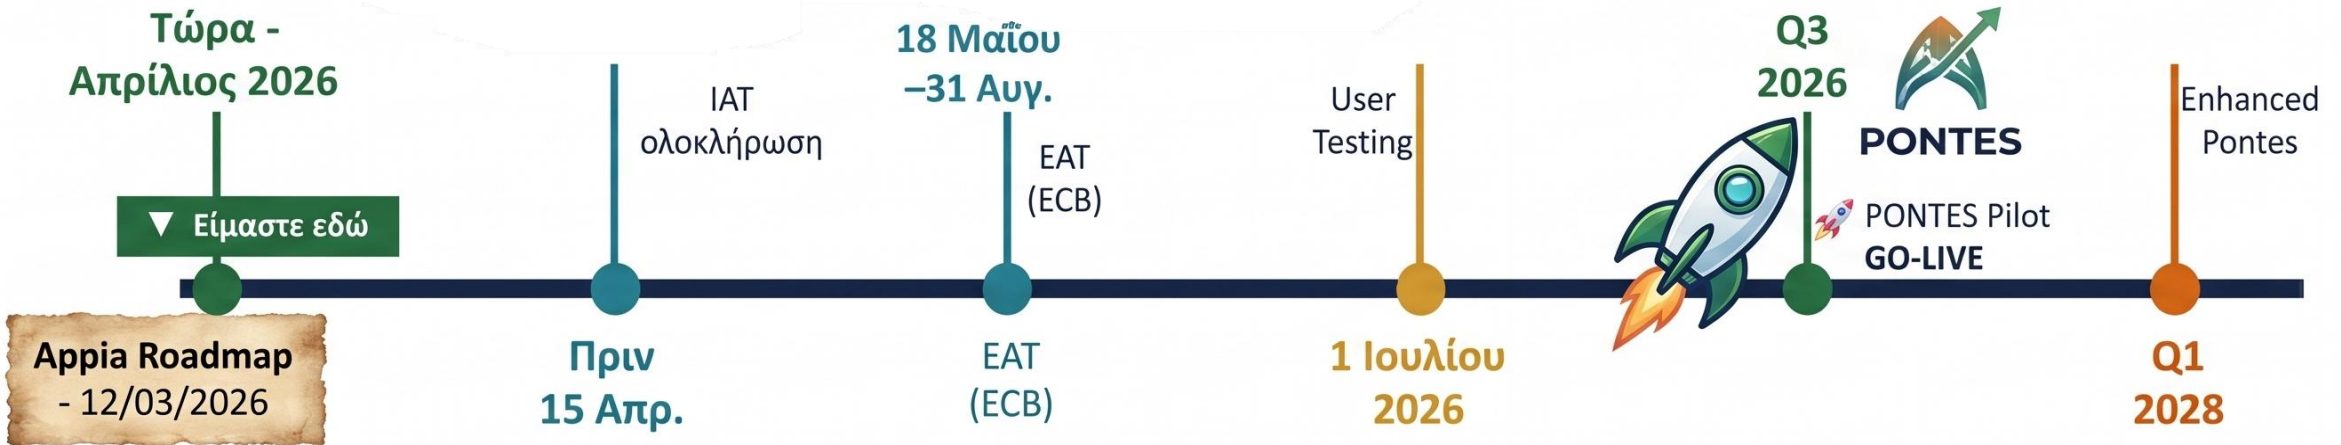 Τώρα -
Απρίλιος 2026
▼ Είμαστε εδώ
Appia Roadmap
- 12/03/2026
IAT
ολοκλήρωση
Πριν
15 Απρ.
18 Μαΐου
–31 Αυγ.
EAT
(ECB)
EAT
(ECB)
User
Testing
1 Ιουλίου
2026
Q3
2026
PONTES
PONTES Pilot
GO-LIVE
Enhanced
Pontes
Q1
2028